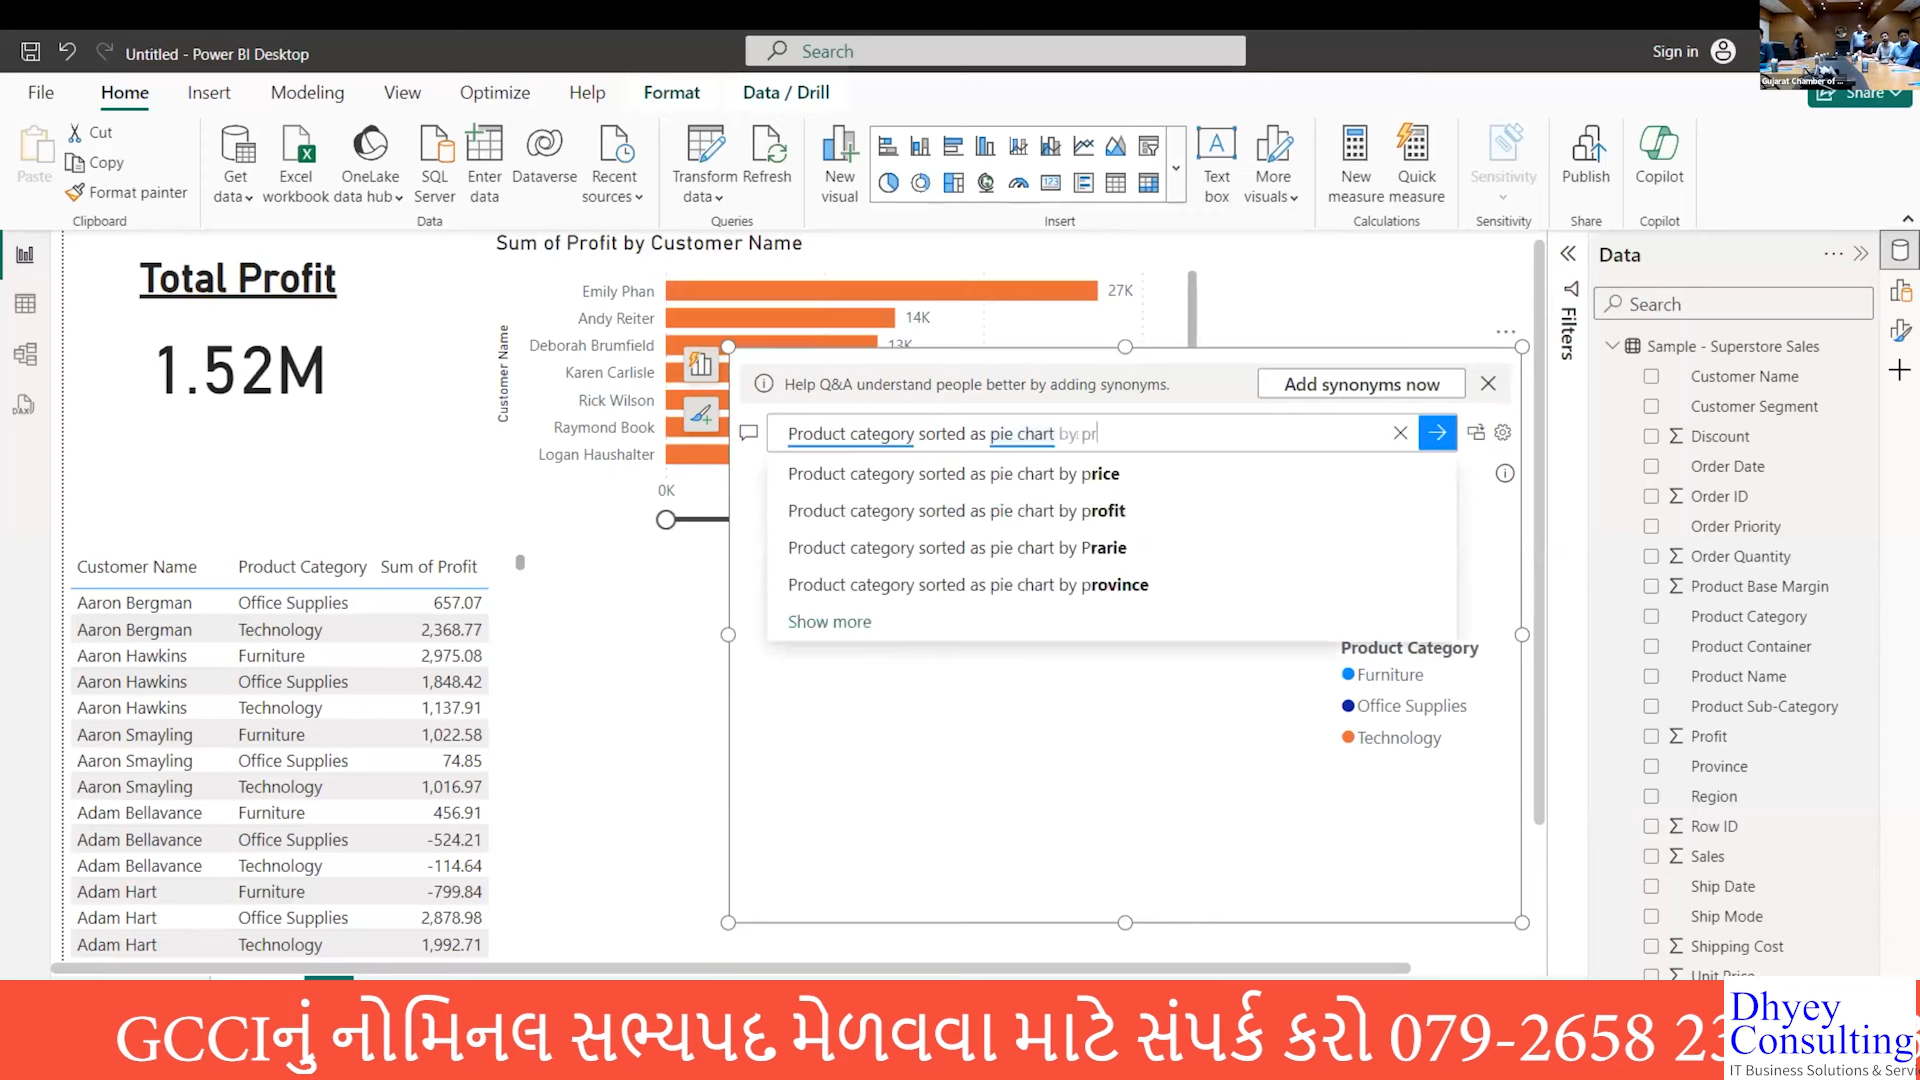 Untitled - Power BI Desktop
Search
Sign in
Gujarat Chamber of ...
File
Home
Insert
Modeling
View
Optimize
Help
Format
Data / Drill
Share
Paste
Cut
Copy
Format painter
Clipboard
Get data
Excel workbook
OneLake data hub
SQL Server
Enter data
Dataverse
Recent sources
Data
Transform data
Refresh
Queries
New visual
Text box
More visuals
Insert
New measure
Quick measure
Calculations
Sensitivity
Sensitivity
Publish
Share
Copilot
Copilot
Total Profit
1.52M
Sum of Profit by Customer Name
Customer Name
Emily Phan 27K
Andy Reiter 14K
Deborah Brumfield 13K
Karen Carlisle
Rick Wilson
Raymond Book
Logan Haushalter
0K
Help Q&A understand people better by adding synonyms.
Add synonyms now
Product category sorted as pie chart by pr
Product category sorted as pie chart by price
Product category sorted as pie chart by profit
Product category sorted as pie chart by Prarie
Product category sorted as pie chart by province
Show more
Product Category
Furniture
Office Supplies
Technology
Customer Name Product Category Sum of Profit
Aaron Bergman Office Supplies 657.07
Aaron Bergman Technology 2,368.77
Aaron Hawkins Furniture 2,975.08
Aaron Hawkins Office Supplies 1,848.42
Aaron Hawkins Technology 1,137.91
Aaron Smayling Furniture 1,022.58
Aaron Smayling Office Supplies 74.85
Aaron Smayling Technology 1,016.97
Adam Bellavance Furniture 456.91
Adam Bellavance Office Supplies -524.21
Adam Bellavance Technology -114.64
Adam Hart Furniture -799.84
Adam Hart Office Supplies 2,878.98
Adam Hart Technology 1,992.71
Filters
Data
Search
Sample - Superstore Sales
Customer Name
Customer Segment
Discount
Order Date
Order ID
Order Priority
Order Quantity
Product Base Margin
Product Category
Product Container
Product Name
Product Sub-Category
Profit
Province
Region
Row ID
Sales
Ship Date
Ship Mode
Shipping Cost
Unit Price
GCCIનું નોમિનલ સભ્યપદ મેળવવા માટે સંપર્ક કરો 079-2658 23
Dhyey
Consulting
IT Business Solutions & Servi